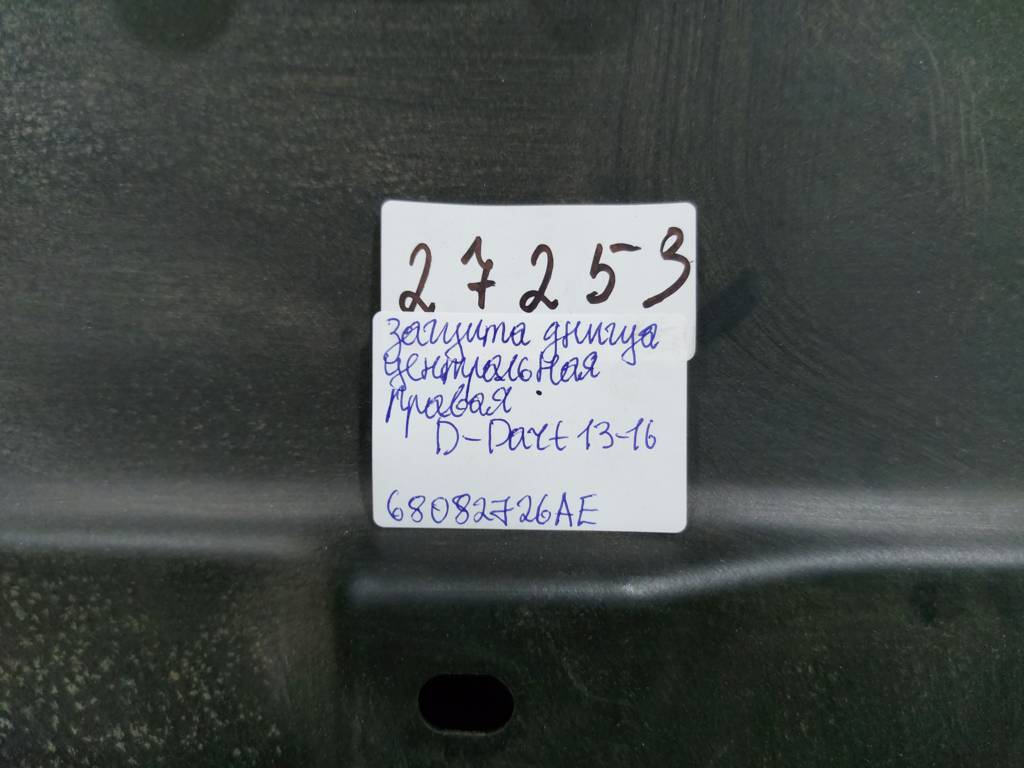 27253
защита днища
центральная
правая
D-Dart 13-16
68082726AE